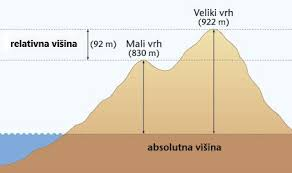 Veliki vrh
(922 m)
relativna višina
(92 m)
Mali vrh
(830 m)
absolutna višina